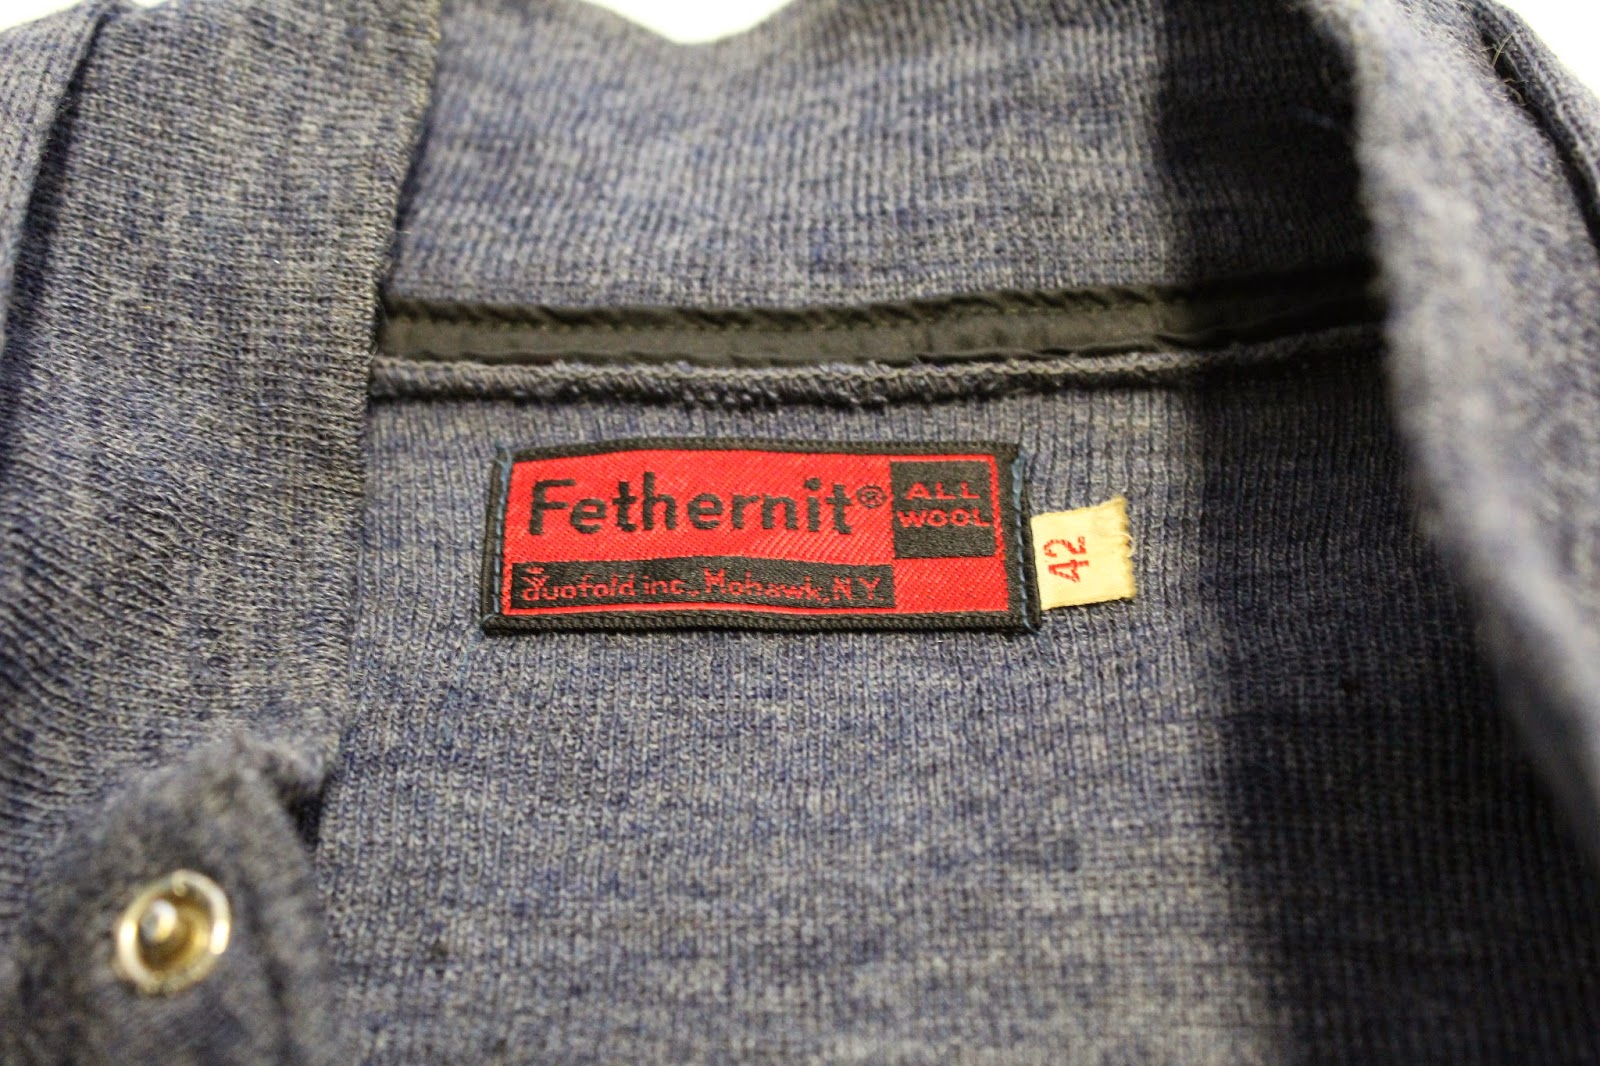 Fethernit®
ALL
WOOL
duofold inc., Mohawk, N.Y.
42